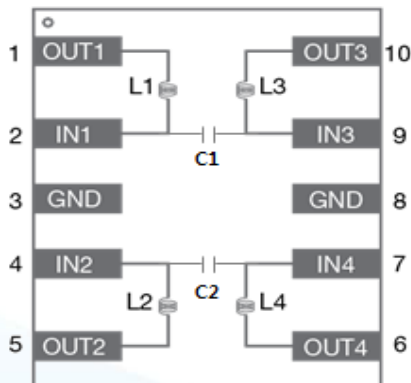 1 OUT1 OUT3 10
L1 L3
2 IN1 IN3 9
C1
3 GND GND 8
4 IN2 IN4 7
C2
L2 L4
5 OUT2 OUT4 6